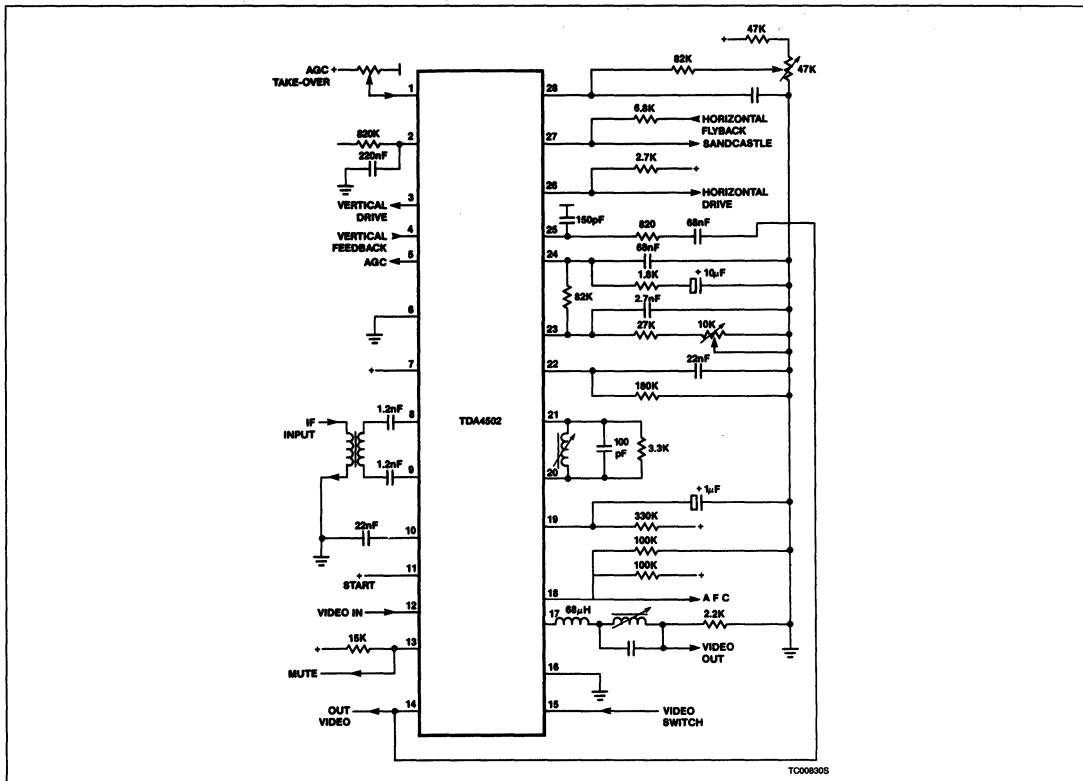 47K
+
82K
47K
AGC +
TAKE-OVER
1
28
6.8K
HORIZONTAL
FLYBACK
820K
2
27
SANDCASTLE
220nF
2.7K
+
26
HORIZONTAL
DRIVE
3
VERTICAL
DRIVE
150pF
820
68nF
4
25
VERTICAL
FEEDBACK
68nF
5
24
AGC
1.8K
+ 10µF
82K
2.7nF
6
27K
10K
23
22nF
7
22
+
180K
1.2nF
8
21
TDA4502
IF
INPUT
100
pF
3.3K
1.2nF
9
20
+ 1µF
330K
22nF
10
19
+
100K
11
100K
+
START
+
18
A F C
12
17
68µH
VIDEO IN
2.2K
15K
13
+
VIDEO
OUT
MUTE
16
14
15
OUT
VIDEO
VIDEO
SWITCH
TC00830S